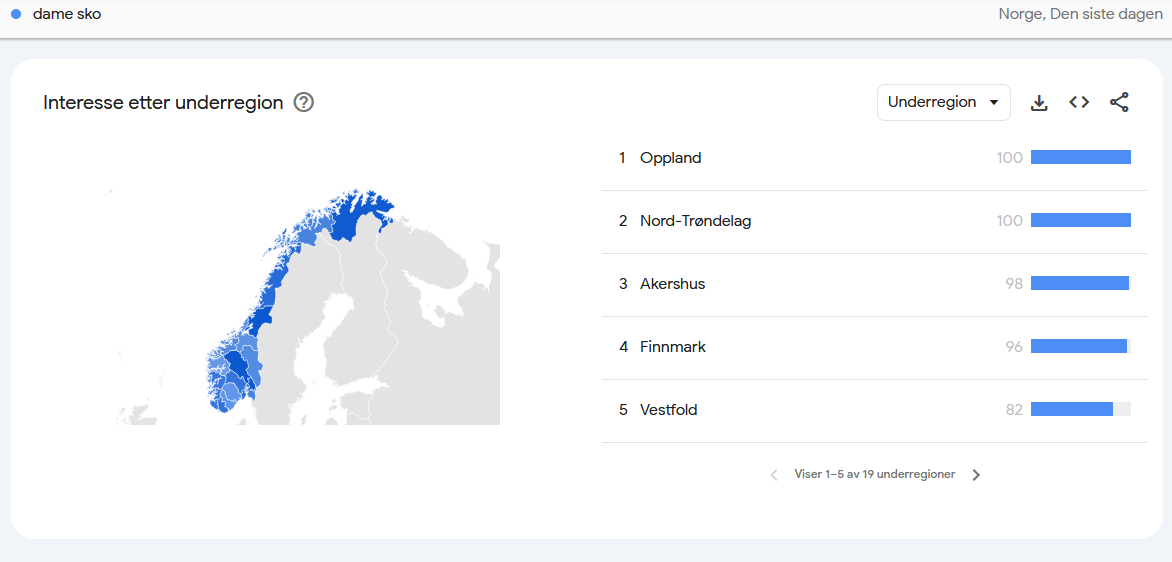 dame sko
Norge, Den siste dagen
Interesse etter underregion
Underregion
1 Oppland 100
2 Nord-Trøndelag 100
3 Akershus 98
4 Finnmark 96
5 Vestfold 82
Viser 1–5 av 19 underregioner